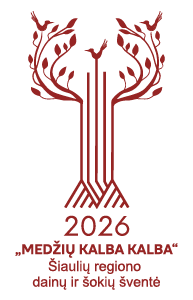 2026
„MEDŽIŲ KALBA KALBA“
Šiaulių regiono
dainų ir šokių šventė